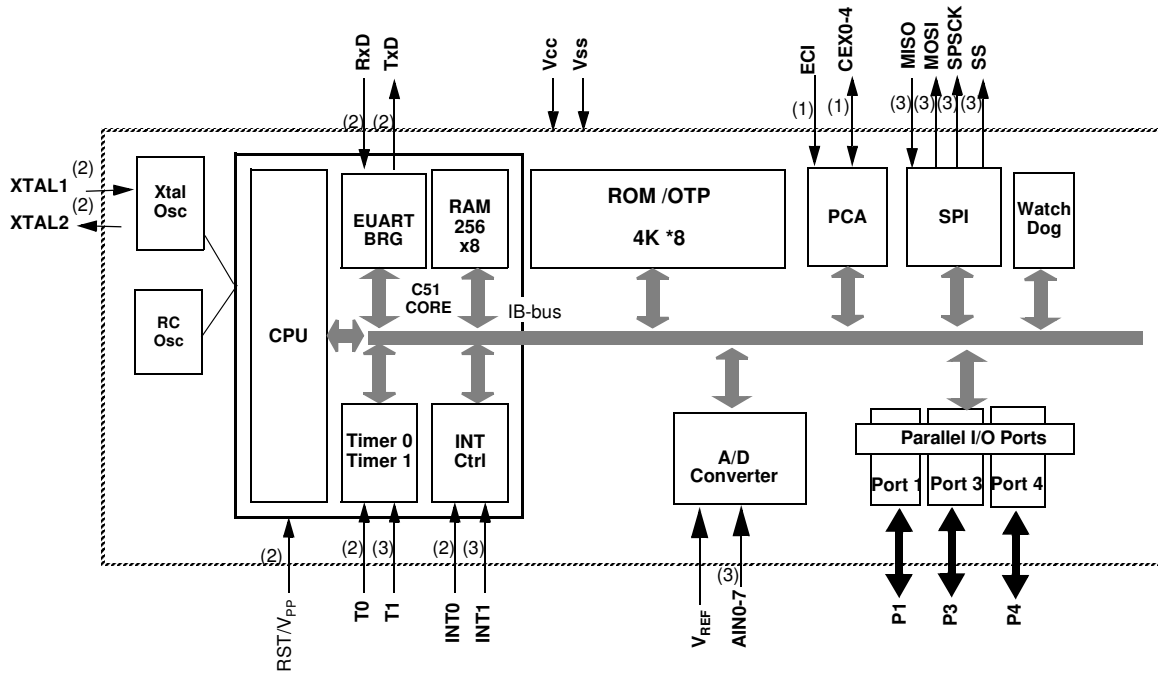 RxD
TxD
Vcc
Vss
ECI
CEX0-4
MISO
MOSI
SPSCK
SS
(2)
(2)
(1)
(1)
(3)
(3)
(3)
(3)
XTAL1
(2)
XTAL2
(2)
Xtal
Osc
RC
Osc
CPU
EUART
BRG
RAM
256
x8
C51
CORE
IB-bus
ROM /OTP
4K *8
PCA
SPI
Watch
Dog
Timer 0
Timer 1
INT
Ctrl
A/D
Converter
Parallel I/O Ports
Port 1
Port 3
Port 4
(2)
(2)
(3)
(2)
(3)
(3)
RST/VPP
T0
T1
INT0
INT1
VREF
AIN0-7
P1
P3
P4